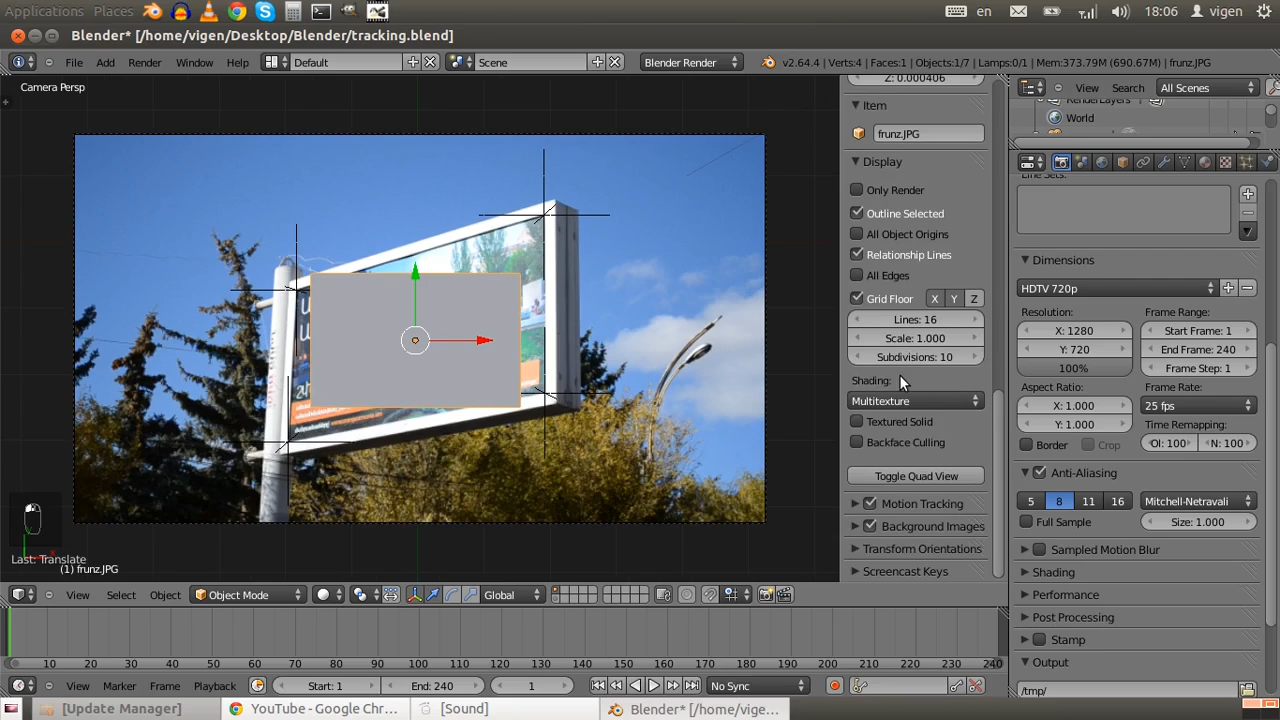 Applications Places en 18:06 vigen
Blender* [/home/vigen/Desktop/Blender/tracking.blend]
File Add Render Window Help Default Scene Blender Render v2.64.4 | Verts:4 | Faces:1 | Objects:1/7 | Lamps:0/1 | Mem:373.79M (690.67M) | frunz.JPG
Camera Persp
Z: 0.000406
Item
frunz.JPG
Display
Only Render
Outline Selected
All Object Origins
Relationship Lines
All Edges
Grid Floor X Y Z
Lines: 16
Scale: 1.000
Subdivisions: 10
Shading:
Multitexture
Textured Solid
Backface Culling
Toggle Quad View
Motion Tracking
Background Images
Transform Orientations
Screencast Keys
View Search All Scenes
RenderLayers
World
Line Sets:
Dimensions
HDTV 720p
Resolution: Frame Range:
X: 1280 Start Frame: 1
Y: 720 End Frame: 240
100% Frame Step: 1
Aspect Ratio: Frame Rate:
X: 1.000 25 fps
Y: 1.000 Time Remapping:
Border Crop Ol: 100 N: 100
Anti-Aliasing
5 8 11 16 Mitchell-Netravali
Full Sample Size: 1.000
Sampled Motion Blur
Shading
Performance
Post Processing
Stamp
Output
/tmp/
Last: Translate
(1) frunz.JPG
View Select Object Object Mode Global
10 20 30 40 50 60 70 80 90 100 110 120 130 140 150 160 170 180 190 200 210 220 230 240
View Marker Frame Playback Start: 1 End: 240 1 No Sync
[Update Manager] YouTube - Google Chr... [Sound] Blender* [/home/vige...